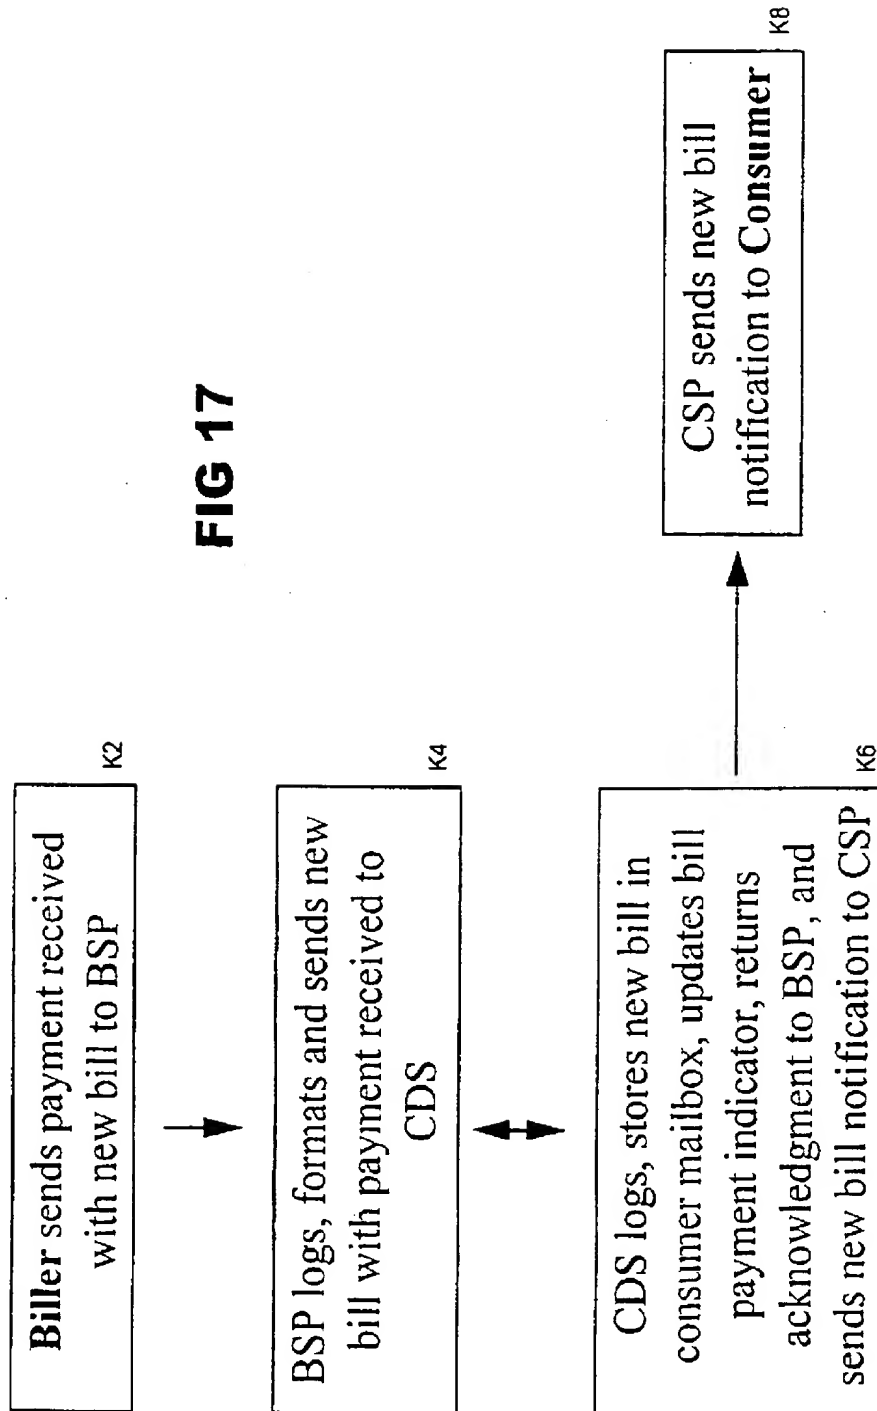 FIG 17
Biller sends payment received
with new bill to BSP
K2
BSP logs, formats and sends new
bill with payment received to
CDS
K4
CDS logs, stores new bill in
consumer mailbox, updates bill
payment indicator, returns
acknowledgment to BSP, and
sends new bill notification to CSP
K6
CSP sends new bill
notification to Consumer
K8